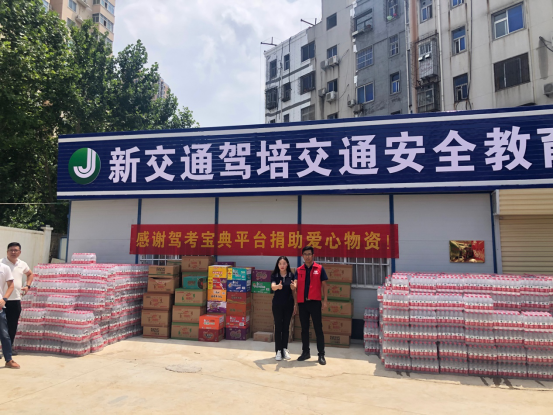 J 新交通驾培交通安全教育
感谢驾考宝典平台捐助爱心物资！